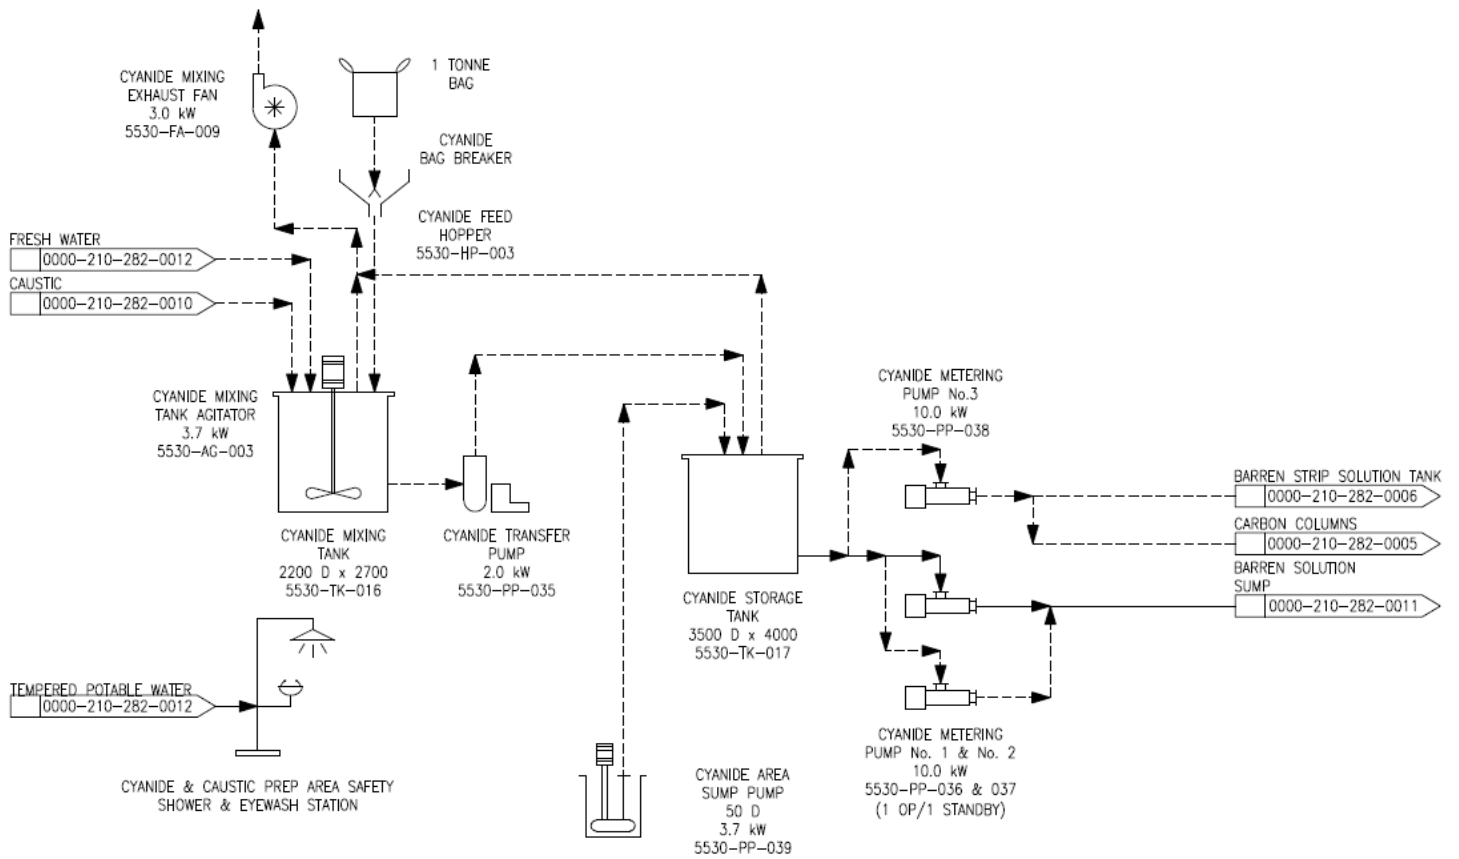 CYANIDE MIXING
EXHAUST FAN
3.0 kW
5530-FA-009
1 TONNE
BAG
CYANIDE
BAG BREAKER
CYANIDE FEED
HOPPER
5530-HP-003
FRESH WATER
0000-210-282-0012
CAUSTIC
0000-210-282-0010
CYANIDE MIXING
TANK AGITATOR
3.7 kW
5530-AG-003
CYANIDE MIXING
TANK
2200 D x 2700
5530-TK-016
CYANIDE TRANSFER
PUMP
2.0 kW
5530-PP-035
CYANIDE STORAGE
TANK
3500 D x 4000
5530-TK-017
CYANIDE METERING
PUMP No.3
10.0 kW
5530-PP-038
BARREN STRIP SOLUTION TANK
0000-210-282-0006
CARBON COLUMNS
0000-210-282-0005
BARREN SOLUTION
SUMP
0000-210-282-0011
CYANIDE METERING
PUMP No. 1 & No. 2
10.0 kW
5530-PP-036 & 037
(1 OP/1 STANDBY)
TEMPERED POTABLE WATER
0000-210-282-0012
CYANIDE & CAUSTIC PREP AREA SAFETY
SHOWER & EYEWASH STATION
CYANIDE AREA
SUMP PUMP
50 D
3.7 kW
5530-PP-039